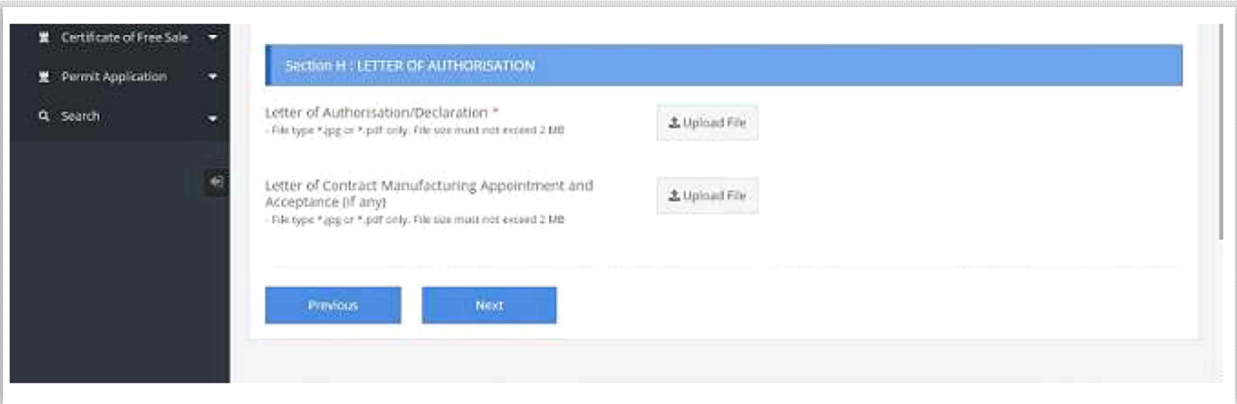 Certificate of Free Sale
Permit Application
Search
Section H : LETTER OF AUTHORISATION
Letter of Authorisation/Declaration *
- File type *.jpg or *.pdf only. File size must not exceed 2 MB
Upload File
Letter of Contract Manufacturing Appointment and
Acceptance (if any)
- File type *.jpg or *.pdf only. File size must not exceed 2 MB
Upload File
Previous
Next